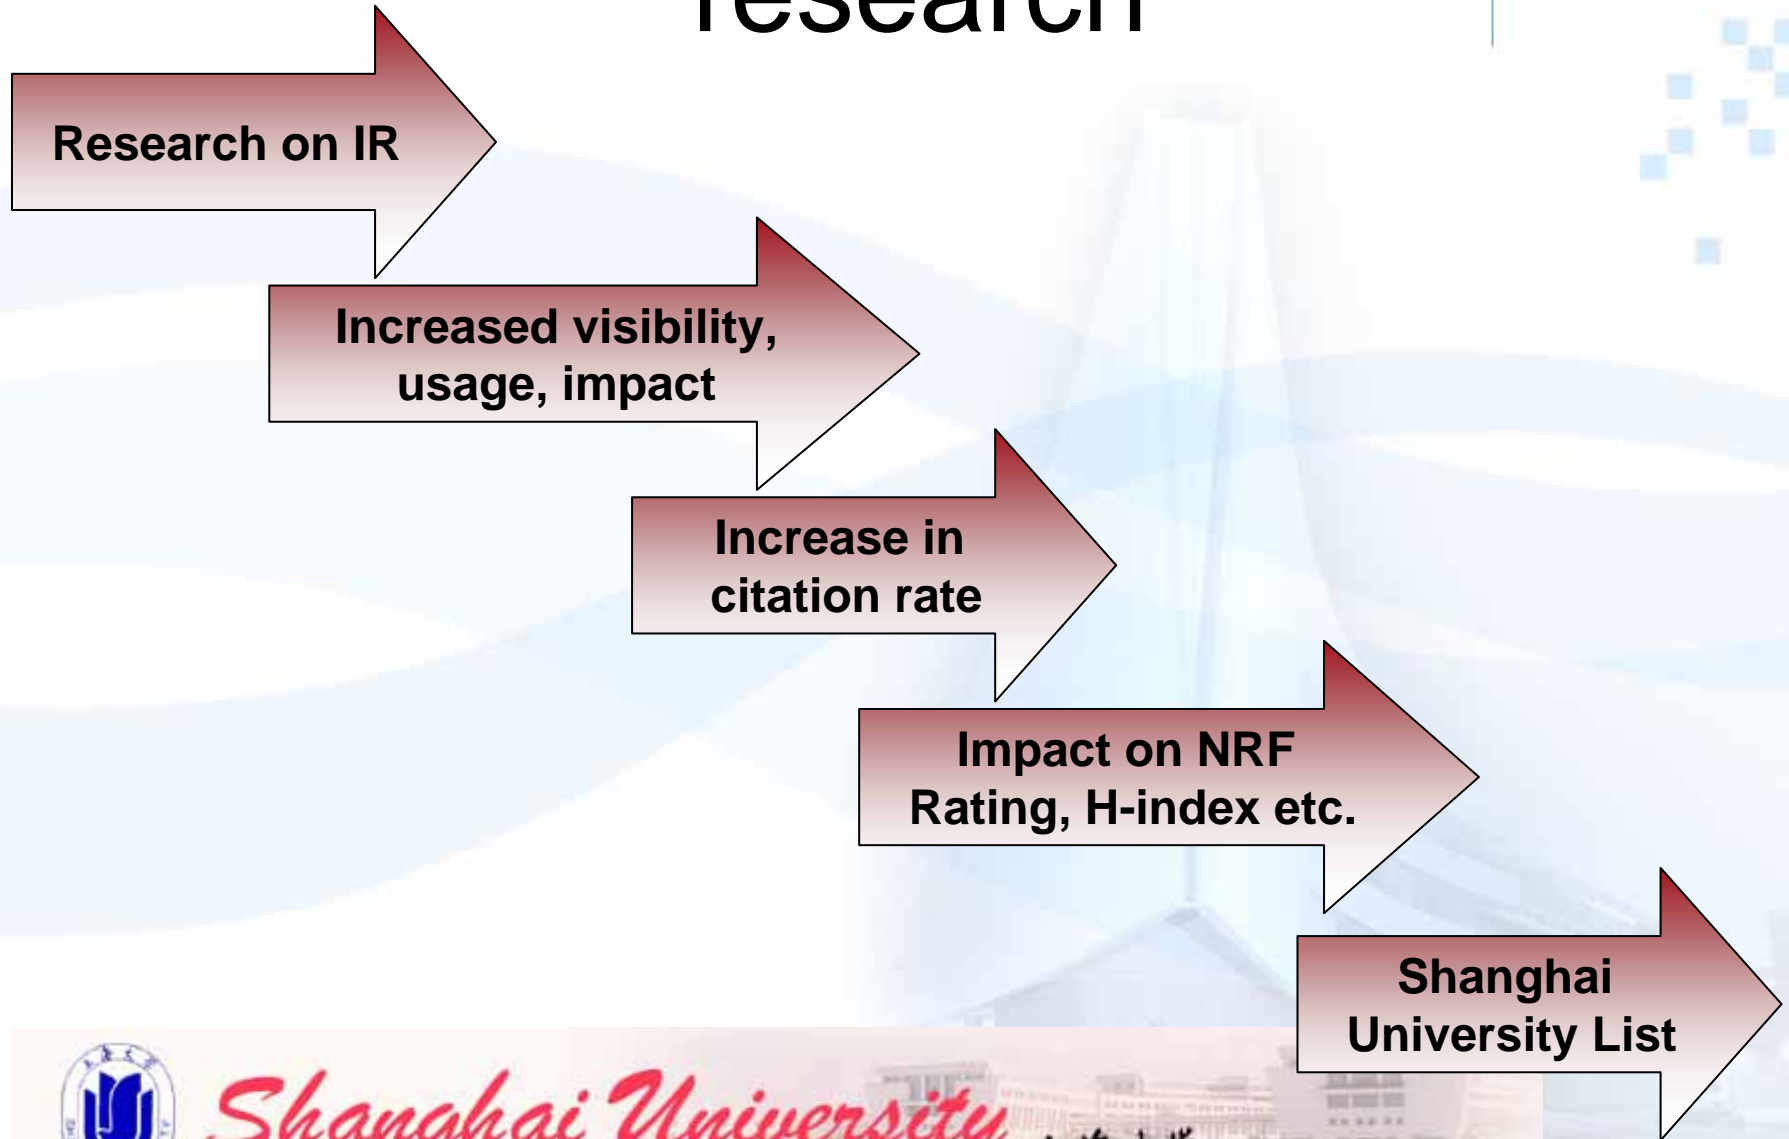 research
Research on IR
Increased visibility,
usage, impact
Increase in
citation rate
Impact on NRF
Rating, H-index etc.
Shanghai
University List
Shanghai University